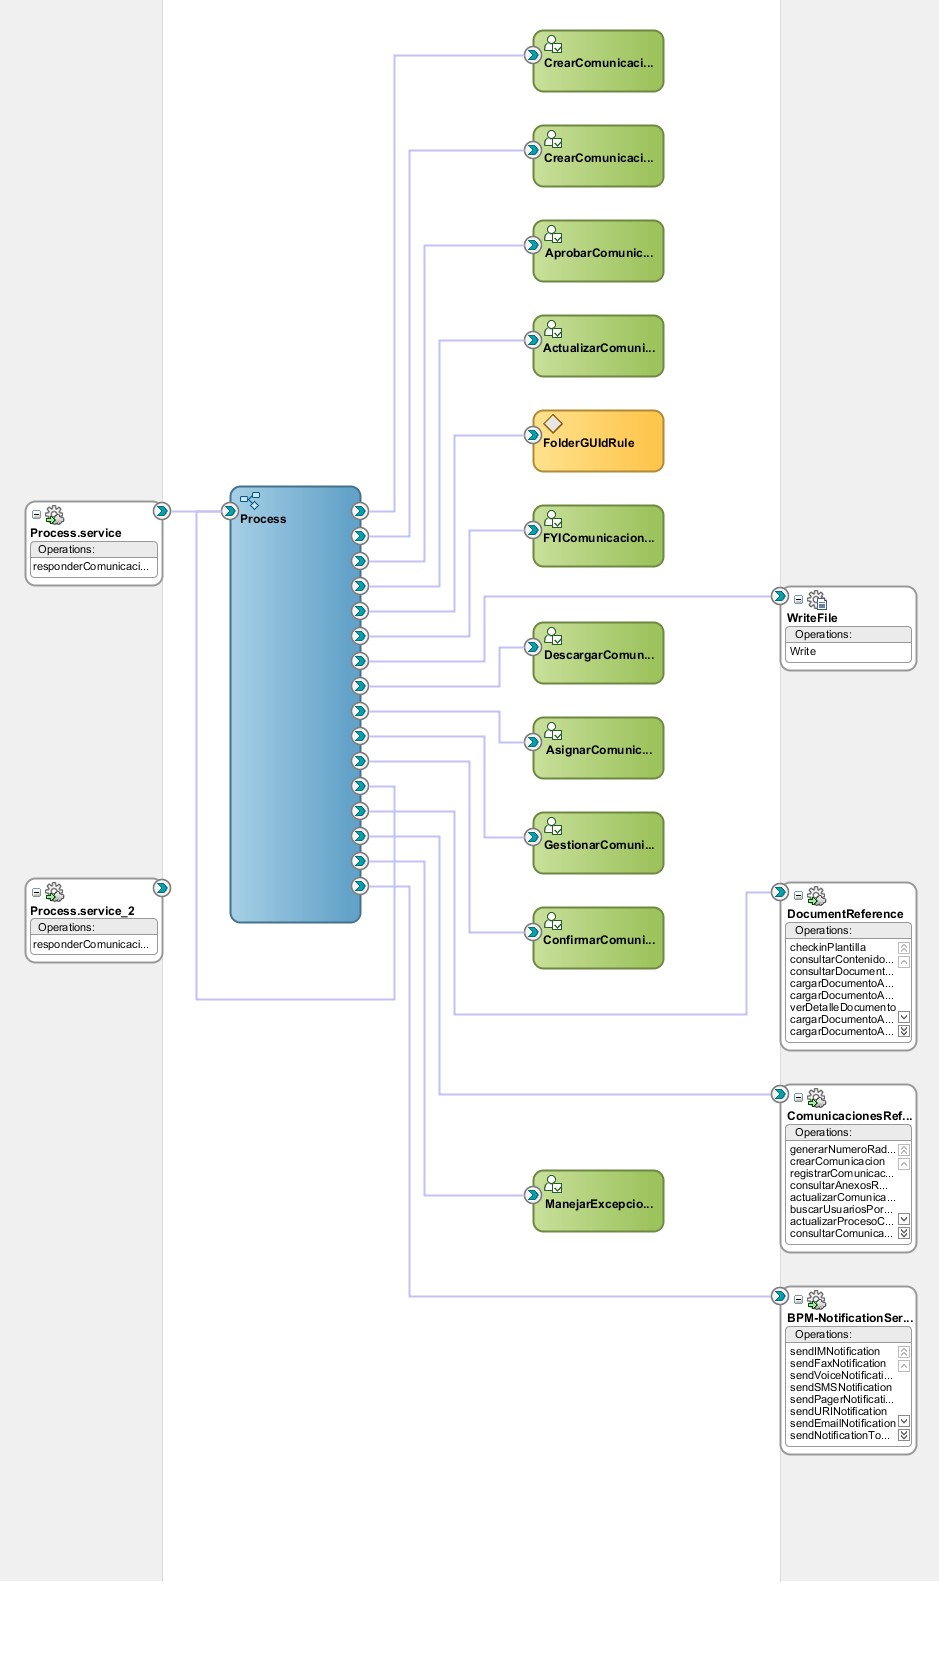 CrearComunicaci...
CrearComunicaci...
AprobarComunic...
ActualizarComuni...
FolderGUIdRule
Process.service
Operations:
responderComunicaci...
Process
FYIComunicacion...
WriteFile
Operations:
Write
DescargarComun...
AsignarComunic...
GestionarComuni...
Process.service_2
Operations:
responderComunicaci...
ConfirmarComuni...
DocumentReference
Operations:
checkinPlantilla
consultarContenido...
consultarDocument...
cargarDocumentoA...
cargarDocumentoA...
verDetalleDocumento
cargarDocumentoA...
cargarDocumentoA...
ComunicacionesRef...
Operations:
generarNumeroRad...
crearComunicacion
registrarComunicac...
consultarAnexosR...
actualizarComunica...
buscarUsuariosPor...
actualizarProcesoC...
consultarComunica...
ManejarExcepcio...
BPM-NotificationSer...
Operations:
sendIMNotification
sendFaxNotification
sendVoiceNotificati...
sendSMSNotification
sendPagerNotificati...
sendURINotification
sendEmailNotification
sendNotificationTo...